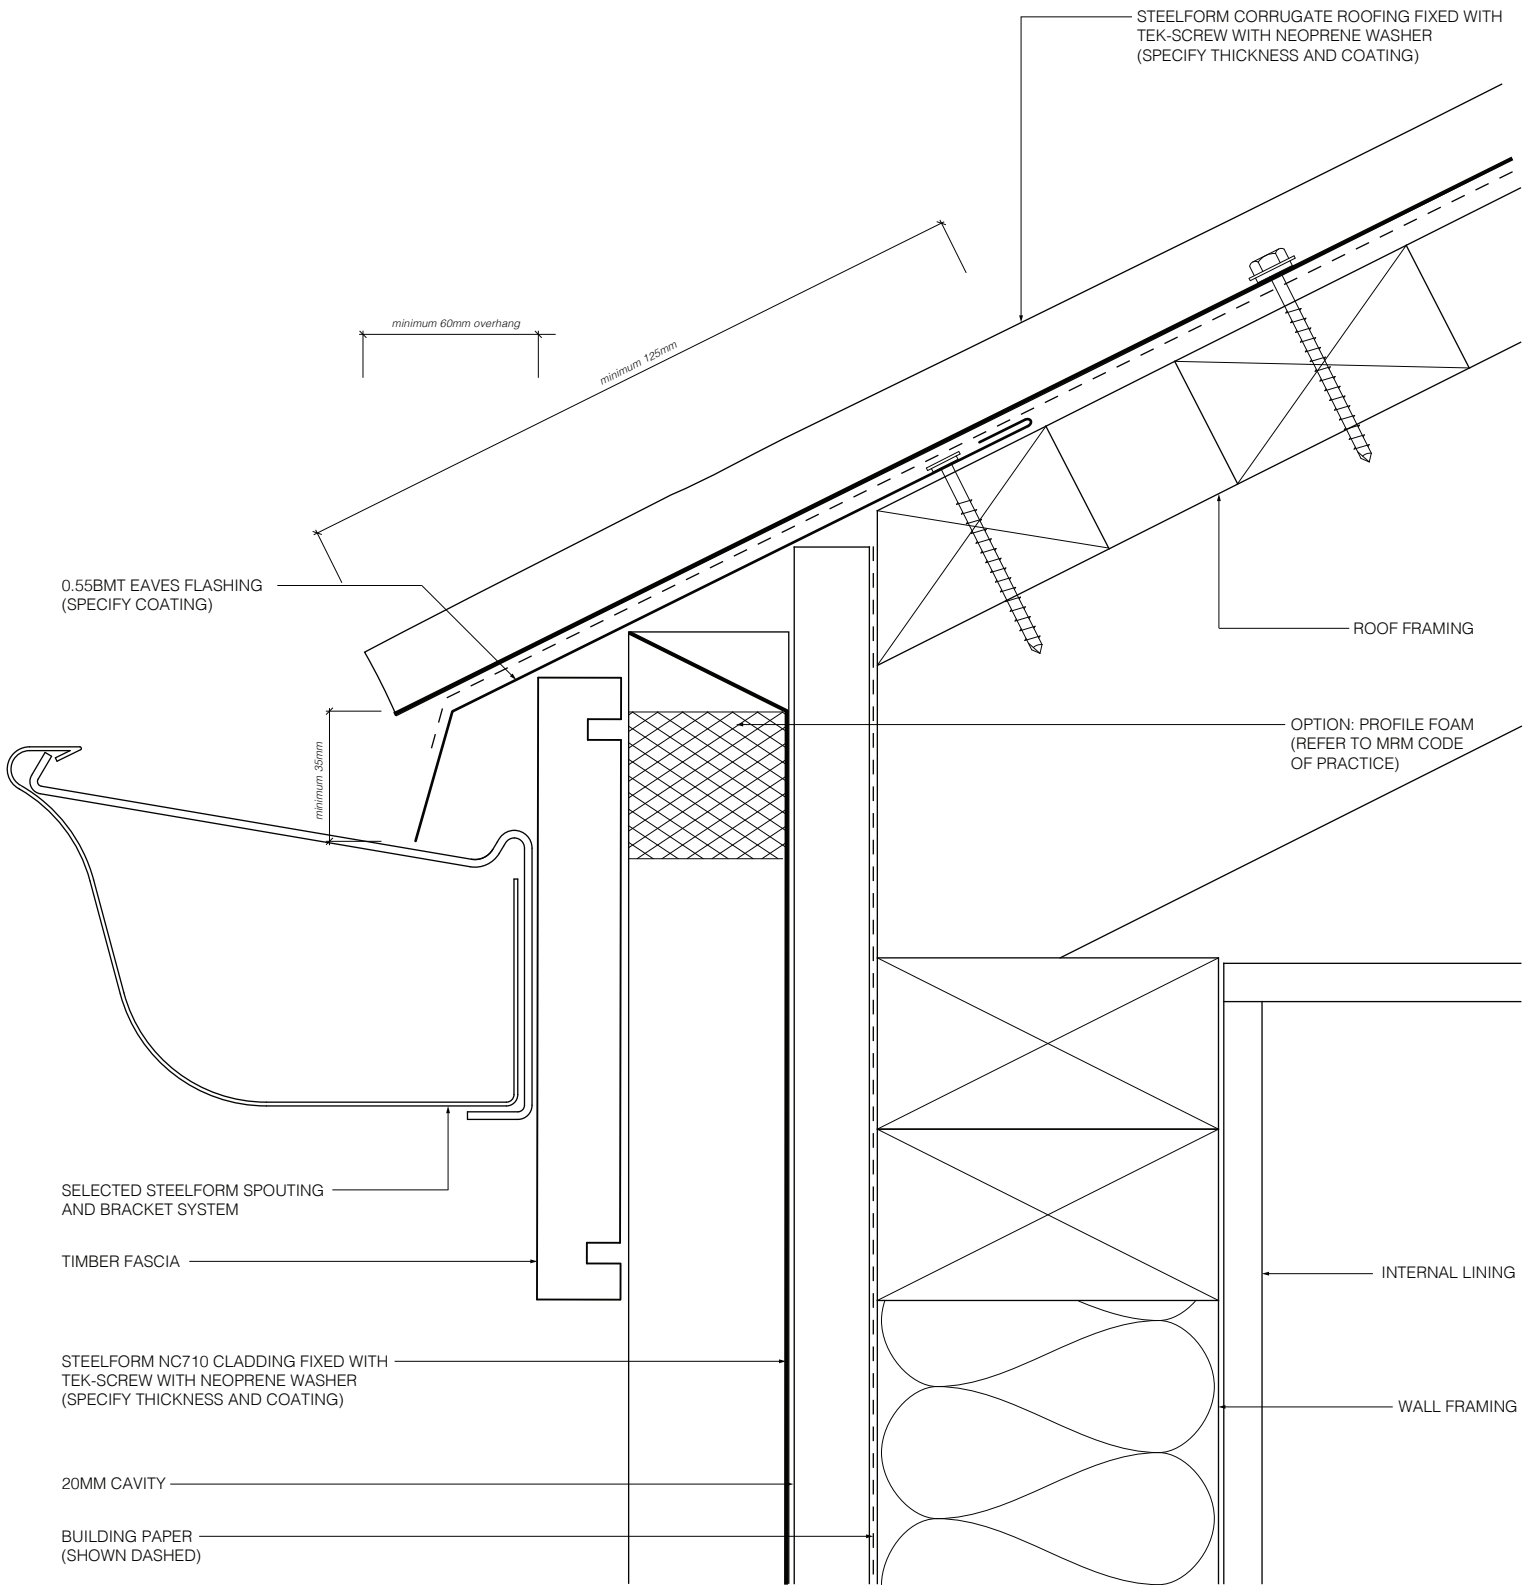 STEELFORM CORRUGATE ROOFING FIXED WITH
TEK-SCREW WITH NEOPRENE WASHER
(SPECIFY THICKNESS AND COATING)
minimum 60mm overhang
minimum 125mm
0.55BMT EAVES FLASHING
(SPECIFY COATING)
ROOF FRAMING
OPTION: PROFILE FOAM
(REFER TO MRM CODE
OF PRACTICE)
minimum 35mm
SELECTED STEELFORM SPOUTING
AND BRACKET SYSTEM
TIMBER FASCIA
INTERNAL LINING
STEELFORM NC710 CLADDING FIXED WITH
TEK-SCREW WITH NEOPRENE WASHER
(SPECIFY THICKNESS AND COATING)
WALL FRAMING
20MM CAVITY
BUILDING PAPER
(SHOWN DASHED)